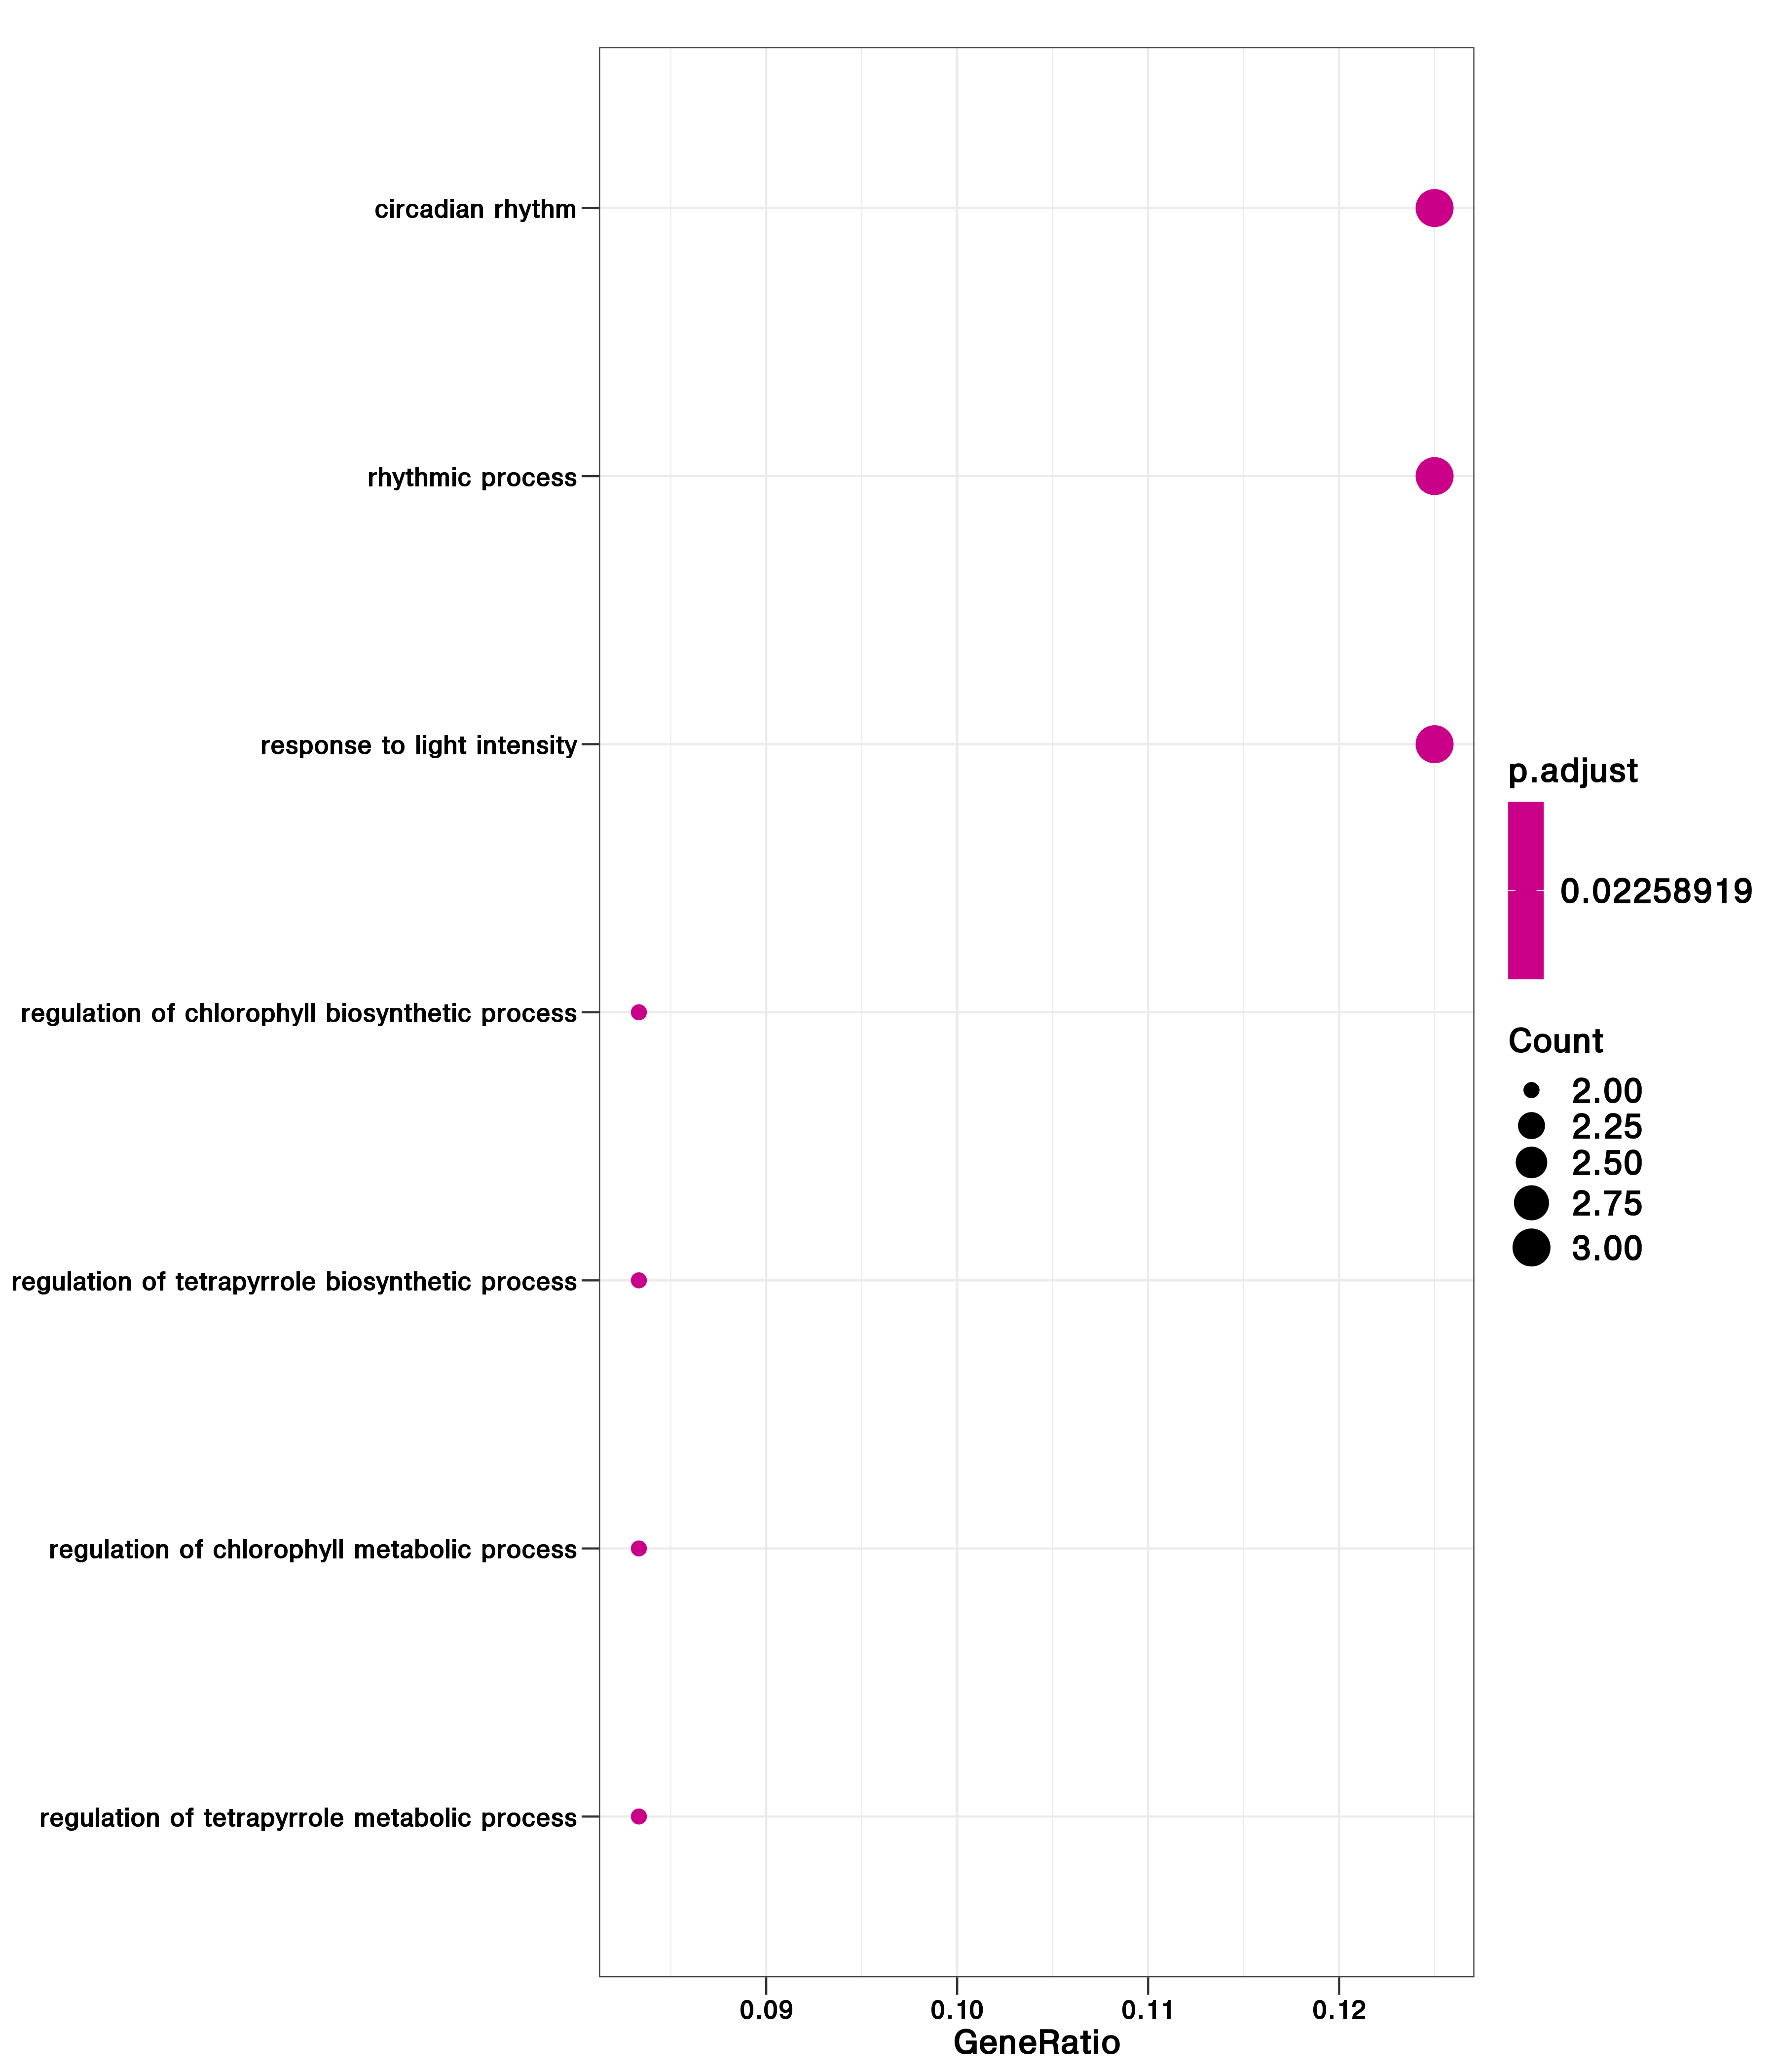 circadian rhythm
rhythmic process
response to light intensity
regulation of chlorophyll biosynthetic process
regulation of tetrapyrrole biosynthetic process
regulation of chlorophyll metabolic process
regulation of tetrapyrrole metabolic process
0.09 0.10 0.11 0.12
GeneRatio
p.adjust
0.02258919
Count
2.00
2.25
2.50
2.75
3.00